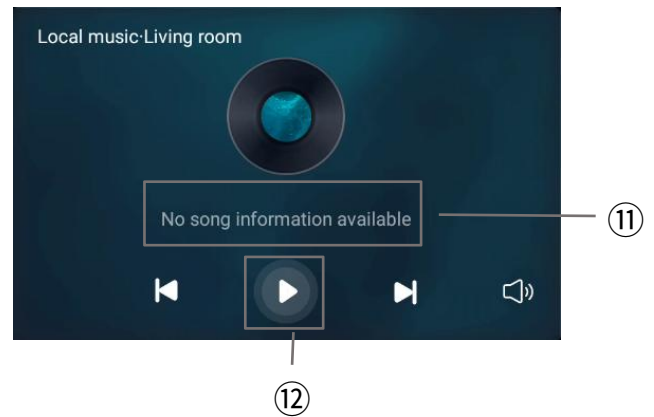 Local music·Living room
No song information available
⑪
⑫